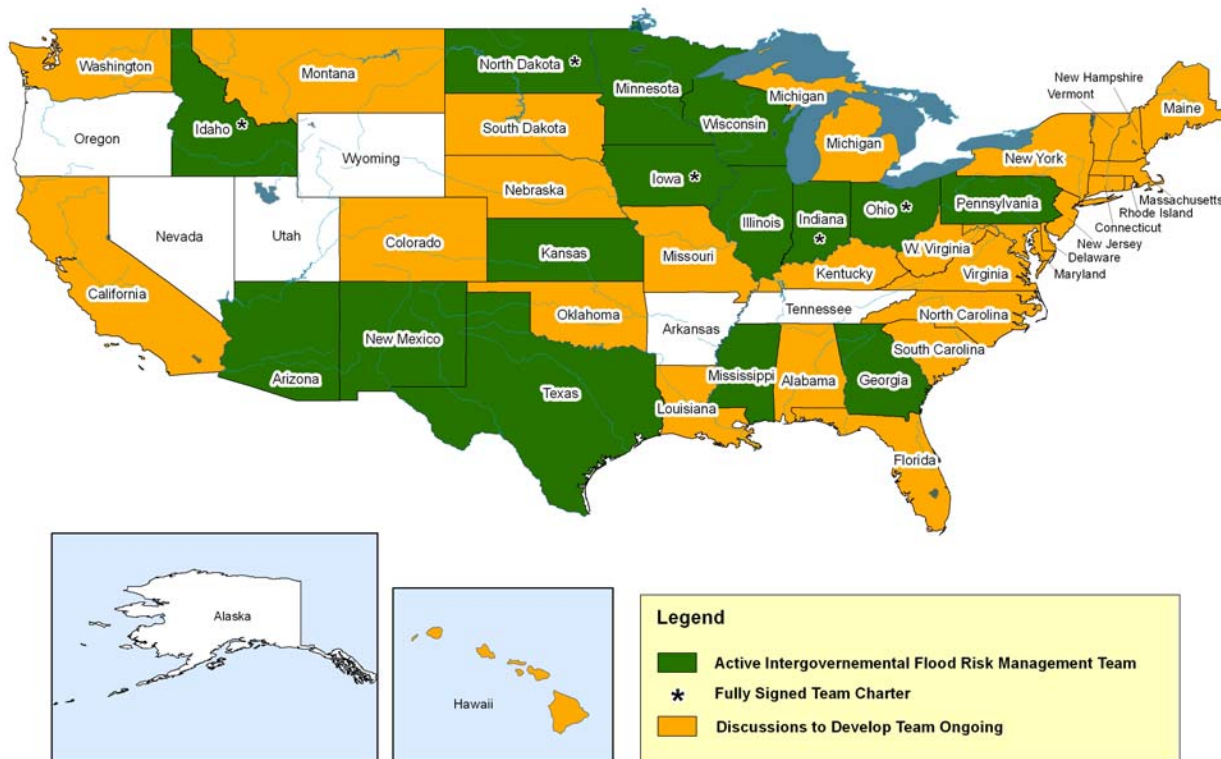 Washington
Montana
North Dakota *
Minnesota
Michigan
New Hampshire
Vermont
Maine
Oregon
Idaho *
South Dakota
Wisconsin
Michigan
New York
Wyoming
Massachusetts
Rhode Island
Connecticut
Nebraska
Iowa *
Illinois
Indiana
*
Ohio *
Pennsylvania
New Jersey
Delaware
Maryland
Nevada
Utah
Colorado
Kansas
Missouri
Kentucky
W. Virginia
Virginia
California
Arizona
New Mexico
Oklahoma
Arkansas
Tennessee
North Carolina
South Carolina
Texas
Louisiana
Mississippi
Alabama
Georgia
Florida
Alaska
Hawaii
Legend
Active Intergovernemental Flood Risk Management Team
* Fully Signed Team Charter
Discussions to Develop Team Ongoing